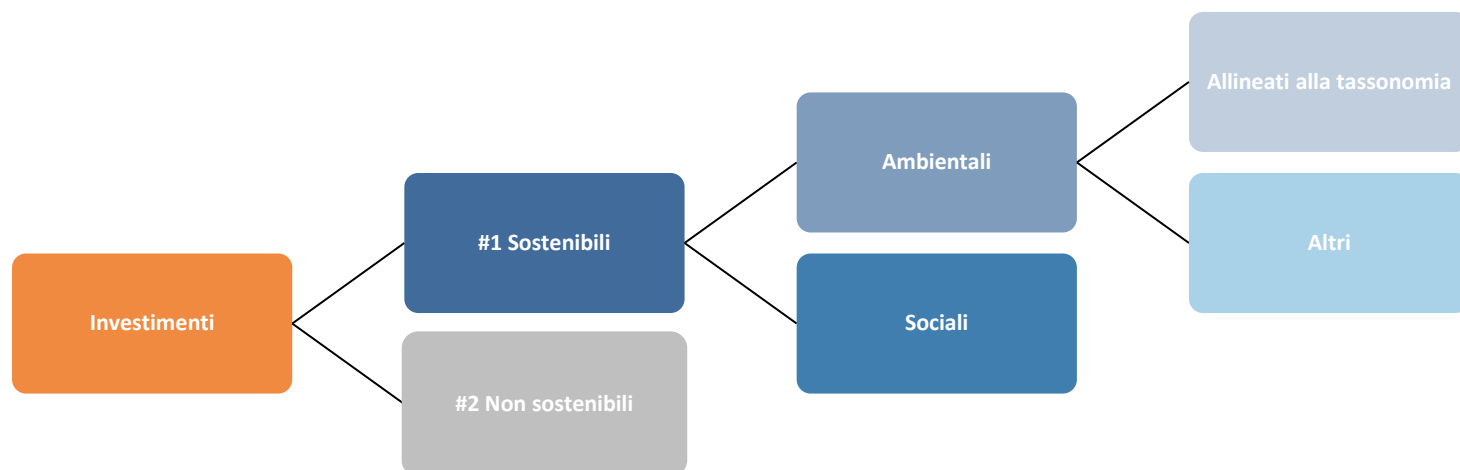 Investimenti
#1 Sostenibili
#2 Non sostenibili
Ambientali
Sociali
Allineati alla tassonomia
Altri